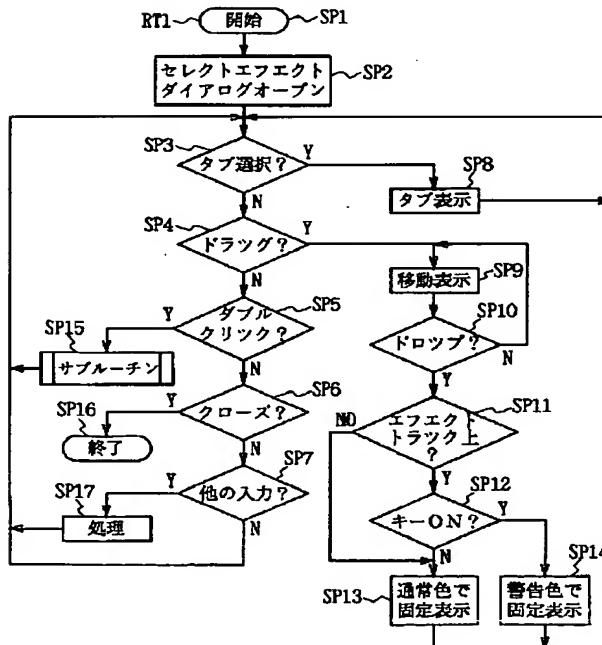 RT1
開始
SP1
セレクトエフエクト
ダイアログオープン
SP2
SP3
タブ選択?
Y
N
SP8
タブ表示
SP4
ドラッグ?
Y
N
移動表示
SP9
SP5
ダブル
クリック?
Y
N
SP10
ドロップ?
N
Y
SP15
サブルーチン
SP6
クローズ?
Y
N
SP16
終了
SP11
エフエクト
トラック上
?
NO
Y
SP7
他の入力?
Y
N
SP17
処理
SP12
キーON?
Y
N
SP13
通常色で
固定表示
SP14
警告色で
固定表示